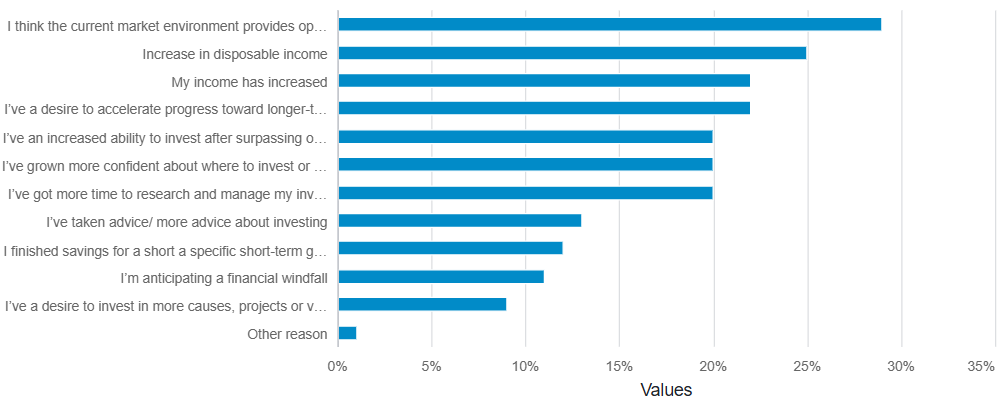 I think the current market environment provides op…
Increase in disposable income
My income has increased
I’ve a desire to accelerate progress toward longer-t…
I’ve an increased ability to invest after surpassing o…
I’ve grown more confident about where to invest or …
I’ve got more time to research and manage my inv…
I’ve taken advice/ more advice about investing
I finished savings for a short a specific short-term g…
I’m anticipating a financial windfall
I’ve a desire to invest in more causes, projects or v…
Other reason
0% 5% 10% 15% 20% 25% 30% 35%
Values